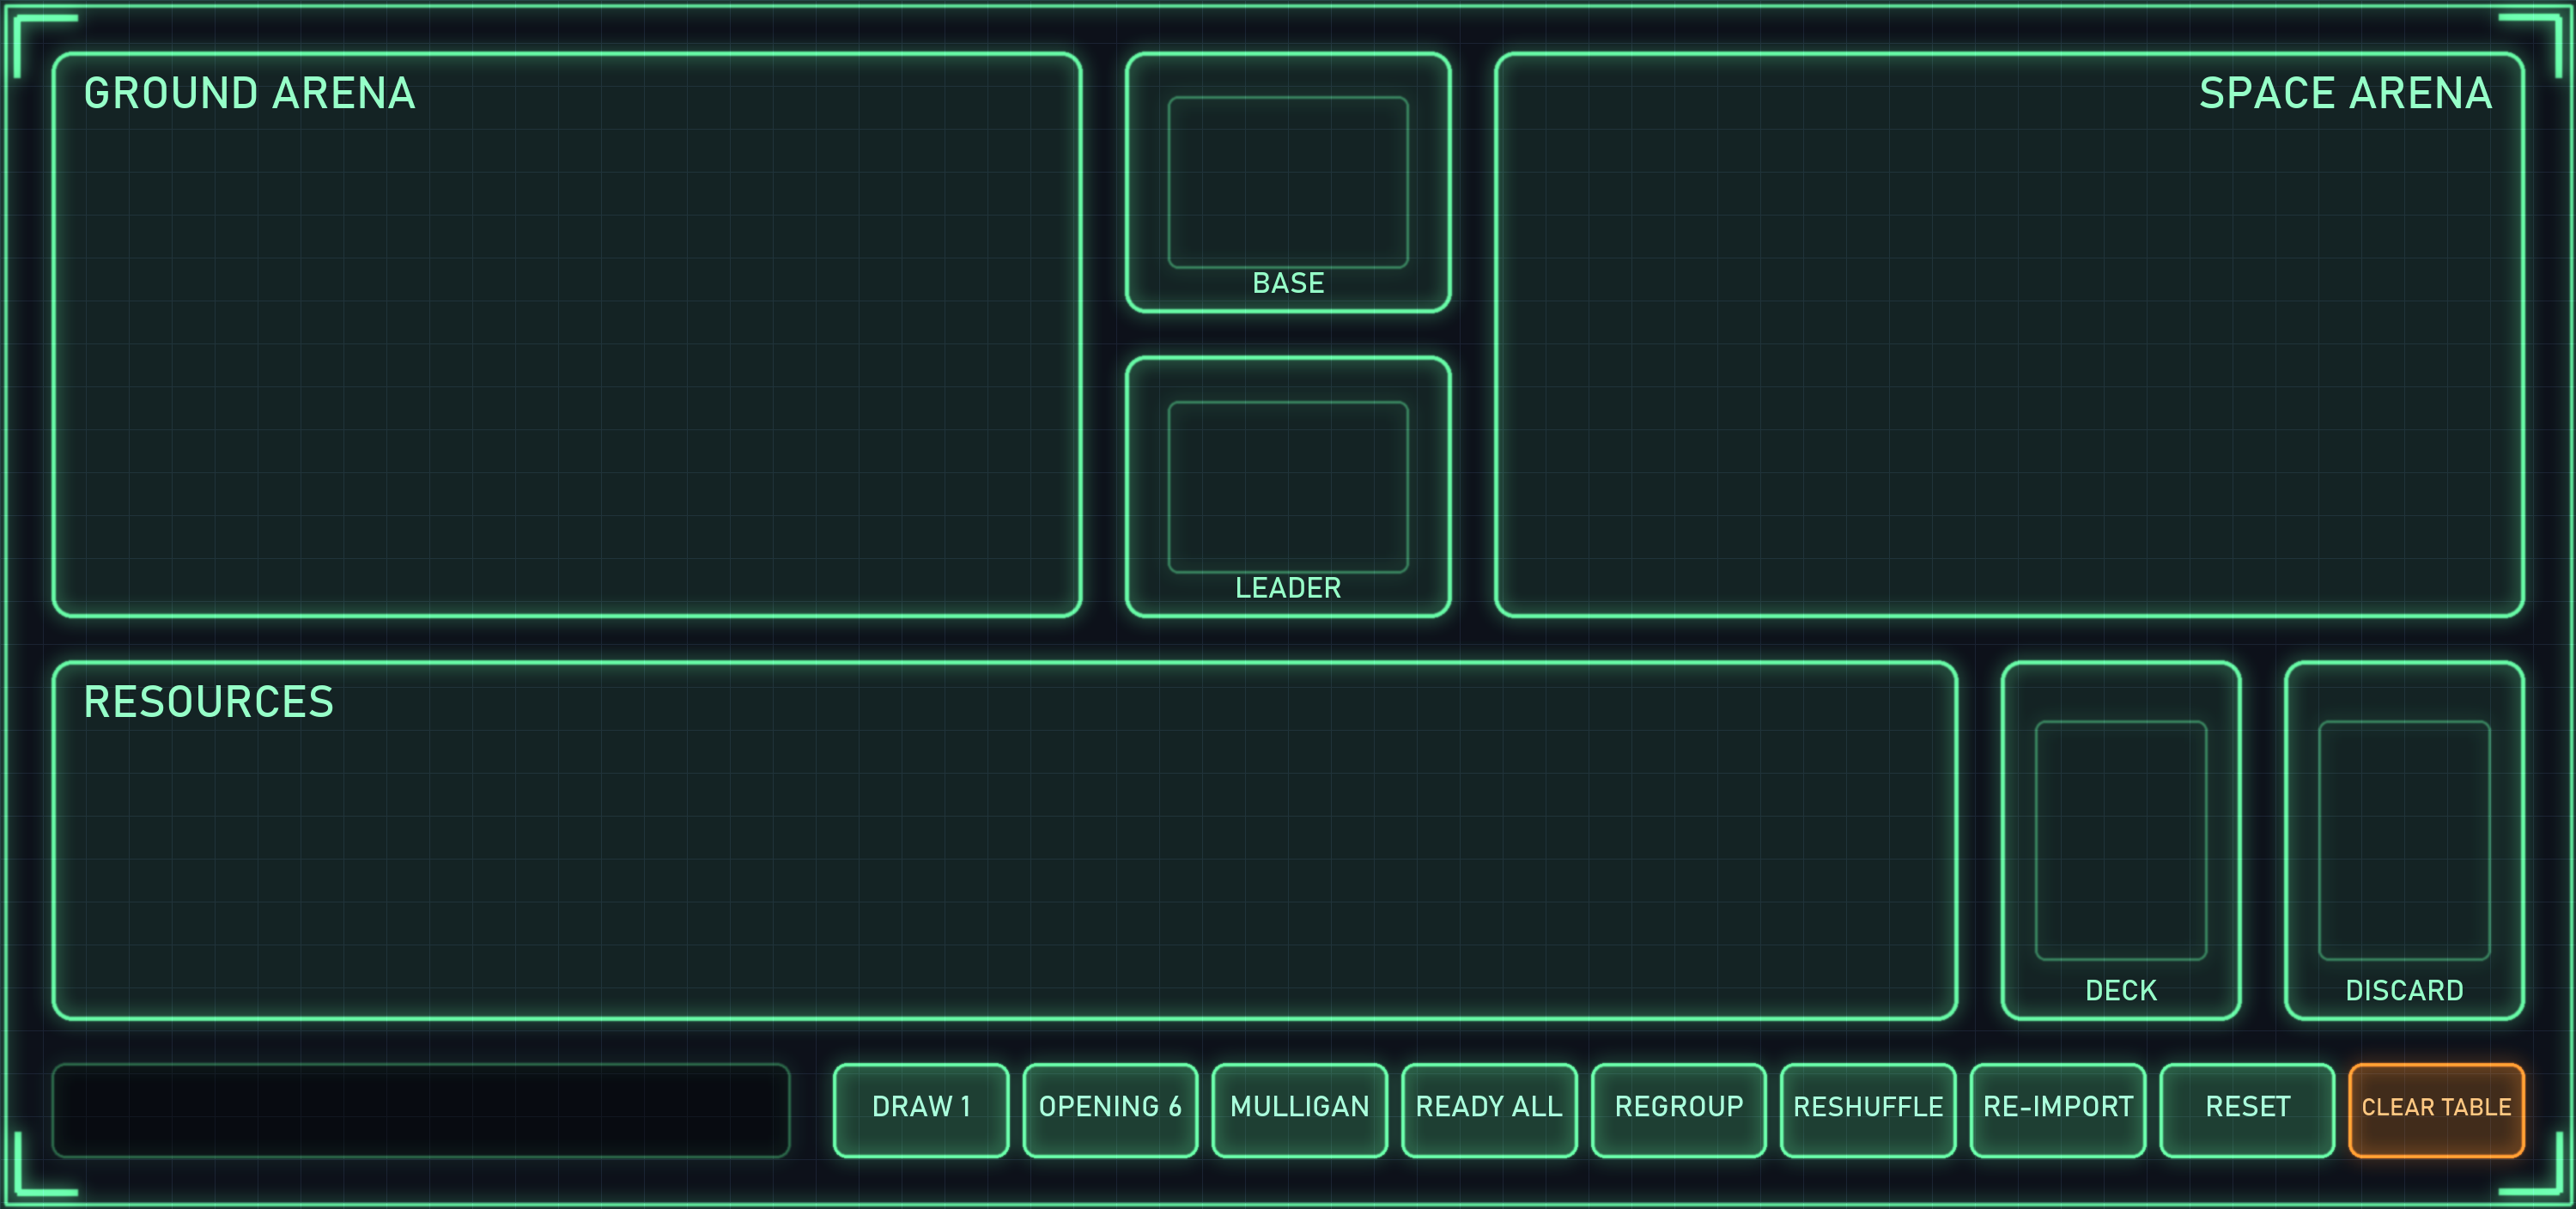 GROUND ARENA
BASE
SPACE ARENA
LEADER
RESOURCES
DECK
DISCARD
DRAW 1
OPENING 6
MULLIGAN
READY ALL
REGROUP
RESHUFFLE
RE-IMPORT
RESET
CLEAR TABLE